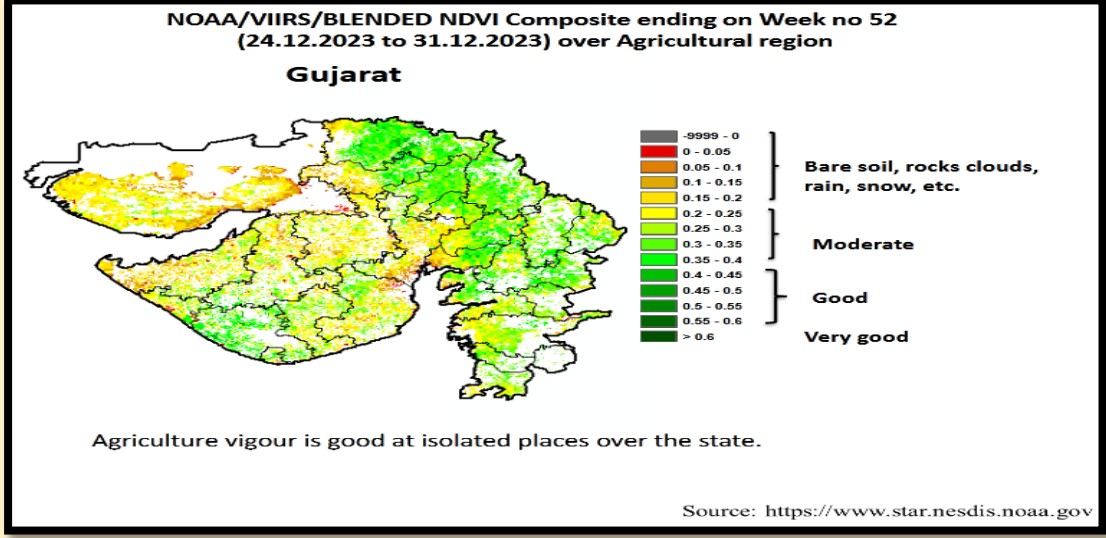 NOAA/VIIRS/BLENDED NDVI Composite ending on Week no 52
(24.12.2023 to 31.12.2023) over Agricultural region
Gujarat
-9999 - 0
0 - 0.05
0.05 - 0.1
0.1 - 0.15
0.15 - 0.2
0.2 - 0.25
0.25 - 0.3
0.3 - 0.35
0.35 - 0.4
0.4 - 0.45
0.45 - 0.5
0.5 - 0.55
0.55 - 0.6
> 0.6
Bare soil, rocks clouds,
rain, snow, etc.
Moderate
Good
Very good
Agriculture vigour is good at isolated places over the state.
Source: https://www.star.nesdis.noaa.gov